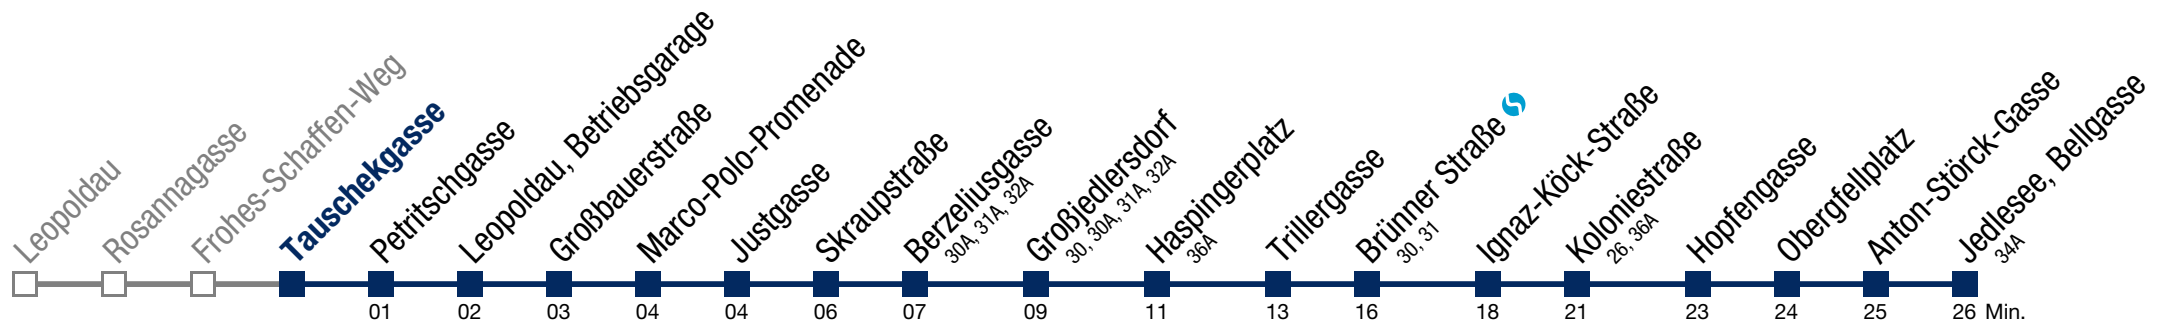 Leopoldau
Rosannagasse
Frohes-Schaffen-Weg
Tauschekgasse
Petritschgasse
Leopoldau, Betriebsgarage
Großbauerstraße
Marco-Polo-Promenade
Justgasse
Skraupstraße
Berzeliusgasse
30A, 31A, 32A
Großjedlersdorf
30, 30A, 31A, 32A
Haspingerplatz
36A
Trillergasse
Brünner Straße
30, 31
Ignaz-Köck-Straße
Koloniestraße
26, 36A
Hopfengasse
Obergfellplatz
Anton-Störck-Gasse
Jedlesee, Bellgasse
34A
01 02 03 04 04 06 07 09 11 13 16 18 21 23 24 25 26 Min.